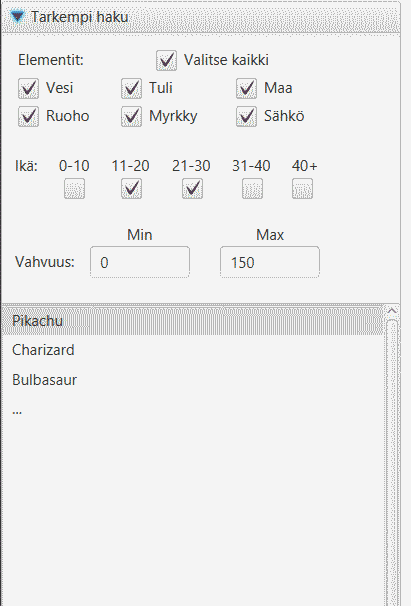 Tarkempi haku
Elementit: Valitse kaikki
Vesi Tuli Maa
Ruoho Myrkky Sähkö
Ikä: 0-10 11-20 21-30 31-40 40+
Min Max
Vahvuus: 0 150
Pikachu
Charizard
Bulbasaur
...